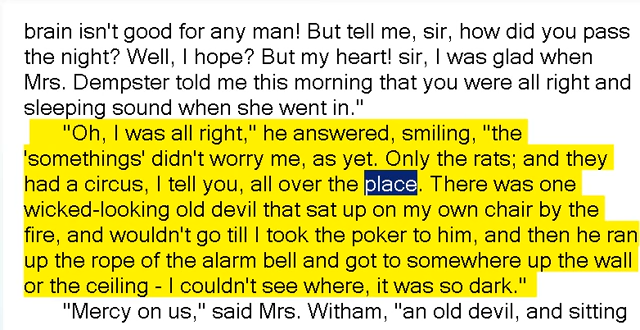 brain isn't good for any man! But tell me, sir, how did you pass
the night? Well, I hope? But my heart! sir, I was glad when
Mrs. Dempster told me this morning that you were all right and
sleeping sound when she went in."
"Oh, I was all right," he answered, smiling, "the
'somethings' didn't worry me, as yet. Only the rats; and they
had a circus, I tell you, all over the place. There was one
wicked-looking old devil that sat up on my own chair by the
fire, and wouldn't go till I took the poker to him, and then he ran
up the rope of the alarm bell and got to somewhere up the wall
or the ceiling - I couldn't see where, it was so dark."
"Mercy on us," said Mrs. Witham, "an old devil, and sitting